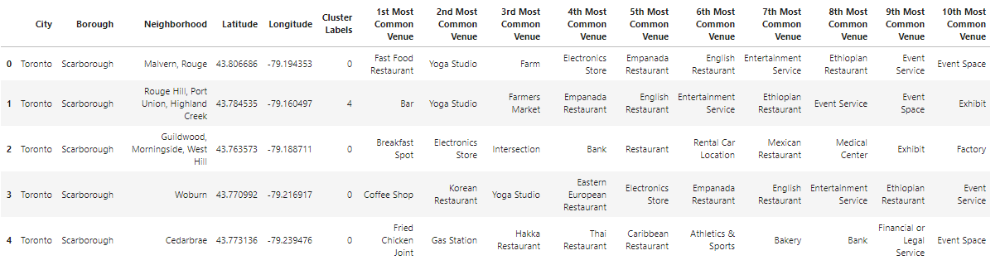 City Borough Neighborhood Latitude Longitude Cluster Labels 1st Most Common Venue 2nd Most Common Venue 3rd Most Common Venue 4th Most Common Venue 5th Most Common Venue 6th Most Common Venue 7th Most Common Venue 8th Most Common Venue 9th Most Common Venue 10th Most Common Venue
0 Toronto Scarborough Malvern, Rouge 43.806686 -79.194353 0 Fast Food Restaurant Yoga Studio Farm Electronics Store Empanada Restaurant English Restaurant Entertainment Service Ethiopian Restaurant Event Service Event Space
1 Toronto Scarborough Rouge Hill, Port Union, Highland Creek 43.784535 -79.160497 4 Bar Yoga Studio Farmers Market Empanada Restaurant English Restaurant Entertainment Service Ethiopian Restaurant Event Service Event Space Exhibit
2 Toronto Scarborough Guildwood, Morningside, West Hill 43.763573 -79.188711 0 Breakfast Spot Electronics Store Intersection Bank Restaurant Rental Car Location Mexican Restaurant Medical Center Exhibit Factory
3 Toronto Scarborough Woburn 43.770992 -79.216917 0 Coffee Shop Korean Restaurant Yoga Studio Eastern European Restaurant Electronics Store Empanada Restaurant English Restaurant Entertainment Service Ethiopian Restaurant Event Service
4 Toronto Scarborough Cedarbrae 43.773136 -79.239476 0 Fried Chicken Joint Gas Station Hakka Restaurant Thai Restaurant Caribbean Restaurant Athletics & Sports Bakery Bank Financial or Legal Service Event Space